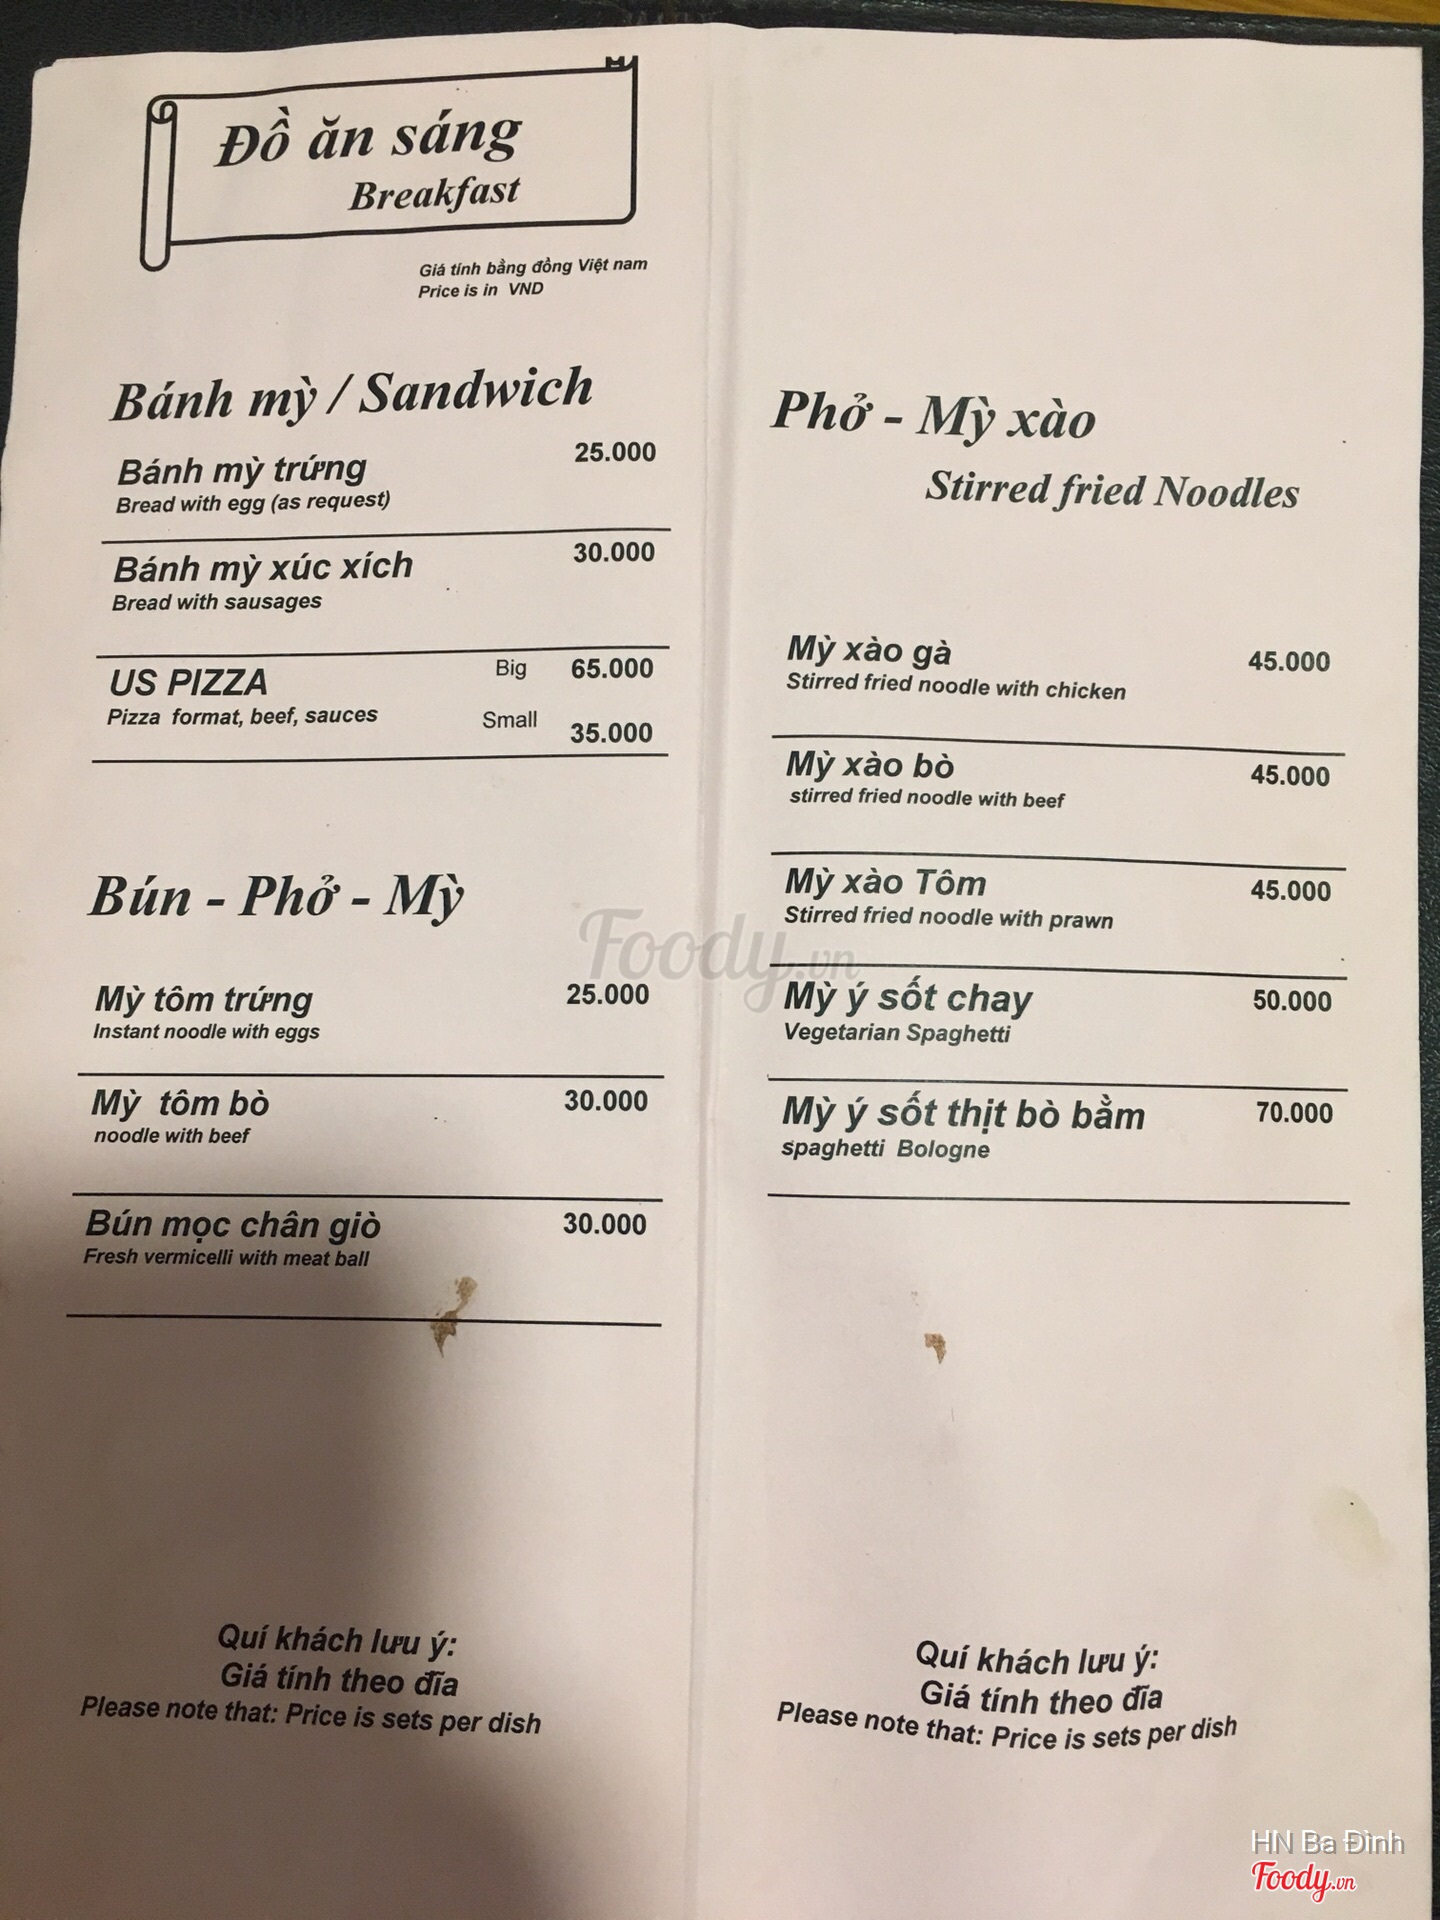 Đồ ăn sáng
Breakfast
Giá tính bằng đồng Việt nam
Price is in VND
Bánh mỳ / Sandwich
Bánh mỳ trứng 25.000
Bread with egg (as request)
Bánh mỳ xúc xích 30.000
Bread with sausages
US PIZZA Big 65.000
Pizza format, beef, sauces Small 35.000
Bún - Phở - Mỳ
Mỳ tôm trứng 25.000
Instant noodle with eggs
Mỳ tôm bò 30.000
noodle with beef
Bún mọc chân giò 30.000
Fresh vermicelli with meat ball
Quí khách lưu ý:
Giá tính theo đĩa
Please note that: Price is sets per dish
Phở - Mỳ xào
Stirred fried Noodles
Mỳ xào gà 45.000
Stirred fried noodle with chicken
Mỳ xào bò 45.000
stirred fried noodle with beef
Mỳ xào Tôm 45.000
Stirred fried noodle with prawn
Mỳ ý sốt chay 50.000
Vegetarian Spaghetti
Mỳ ý sốt thịt bò bằm 70.000
spaghetti Bologne
Quí khách lưu ý:
Giá tính theo đĩa
Please note that: Price is sets per dish
Foody.vn
HN Ba Đình
Foody.vn